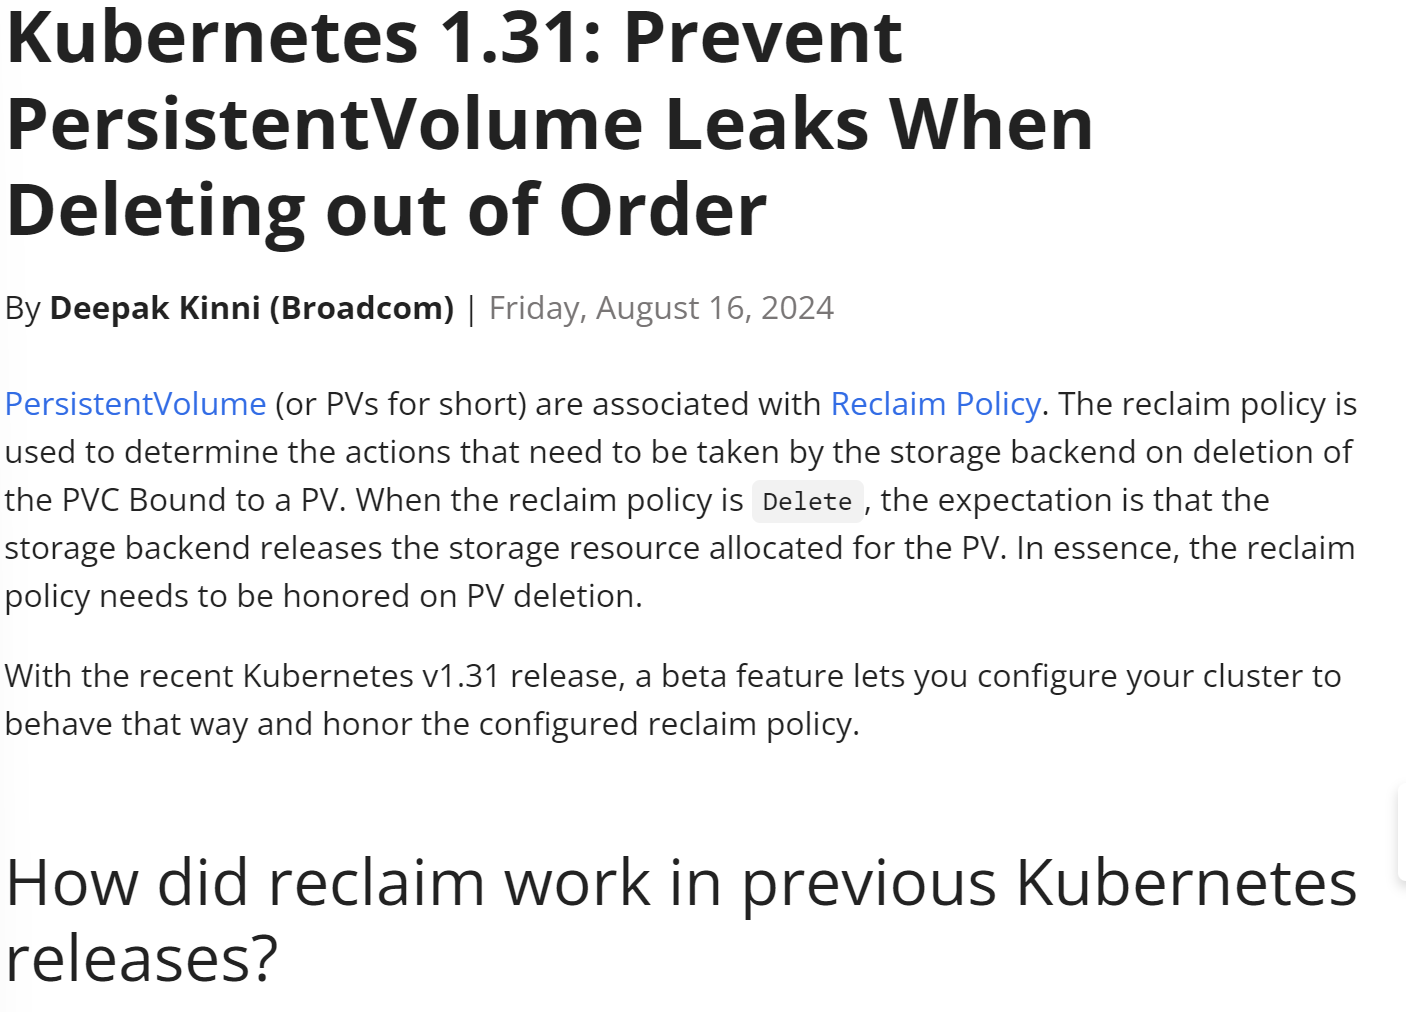 Kubernetes 1.31: Prevent
PersistentVolume Leaks When
Deleting out of Order
By Deepak Kinni (Broadcom) | Friday, August 16, 2024
PersistentVolume (or PVs for short) are associated with Reclaim Policy. The reclaim policy is
used to determine the actions that need to be taken by the storage backend on deletion of
the PVC Bound to a PV. When the reclaim policy is Delete, the expectation is that the
storage backend releases the storage resource allocated for the PV. In essence, the reclaim
policy needs to be honored on PV deletion.
With the recent Kubernetes v1.31 release, a beta feature lets you configure your cluster to
behave that way and honor the configured reclaim policy.
How did reclaim work in previous Kubernetes
releases?